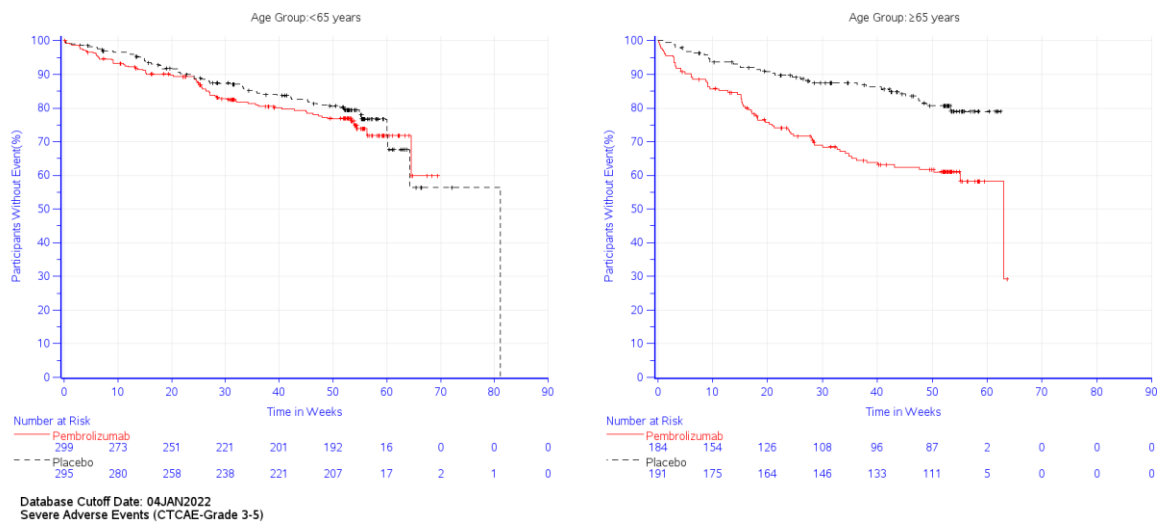 Age Group:<65 years
100
90
80
70
60
50
40
30
20
10
0
Participants Without Event(%)
0 10 20 30 40 50 60 70 80 90
Time in Weeks
Number at Risk
Pembrolizumab
299 273 251 221 201 192 16 0 0 0
Placebo
295 280 258 238 221 207 17 2 1 0
Age Group:≥65 years
100
90
80
70
60
50
40
30
20
10
0
Participants Without Event(%)
0 10 20 30 40 50 60 70 80 90
Time in Weeks
Number at Risk
Pembrolizumab
184 154 126 108 96 87 2 0 0 0
Placebo
191 175 164 146 133 111 5 0 0 0
Database Cutoff Date: 04JAN2022
Severe Adverse Events (CTCAE-Grade 3-5)